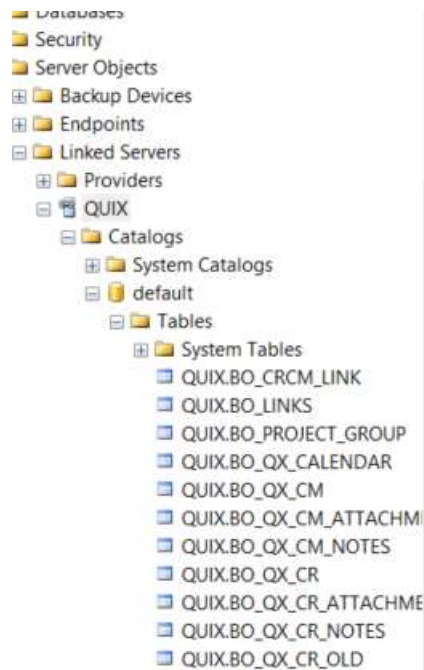 Databases
Security
Server Objects
Backup Devices
Endpoints
Linked Servers
Providers
QUIX
Catalogs
System Catalogs
default
Tables
System Tables
QUIX.BO_CRCM_LINK
QUIX.BO_LINKS
QUIX.BO_PROJECT_GROUP
QUIX.BO_QX_CALENDAR
QUIX.BO_QX_CM
QUIX.BO_QX_CM_ATTACHMI
QUIX.BO_QX_CM_NOTES
QUIX.BO_QX_CR
QUIX.BO_QX_CR_ATTACHME
QUIX.BO_QX_CR_NOTES
QUIX.BO_QX_CR_OLD